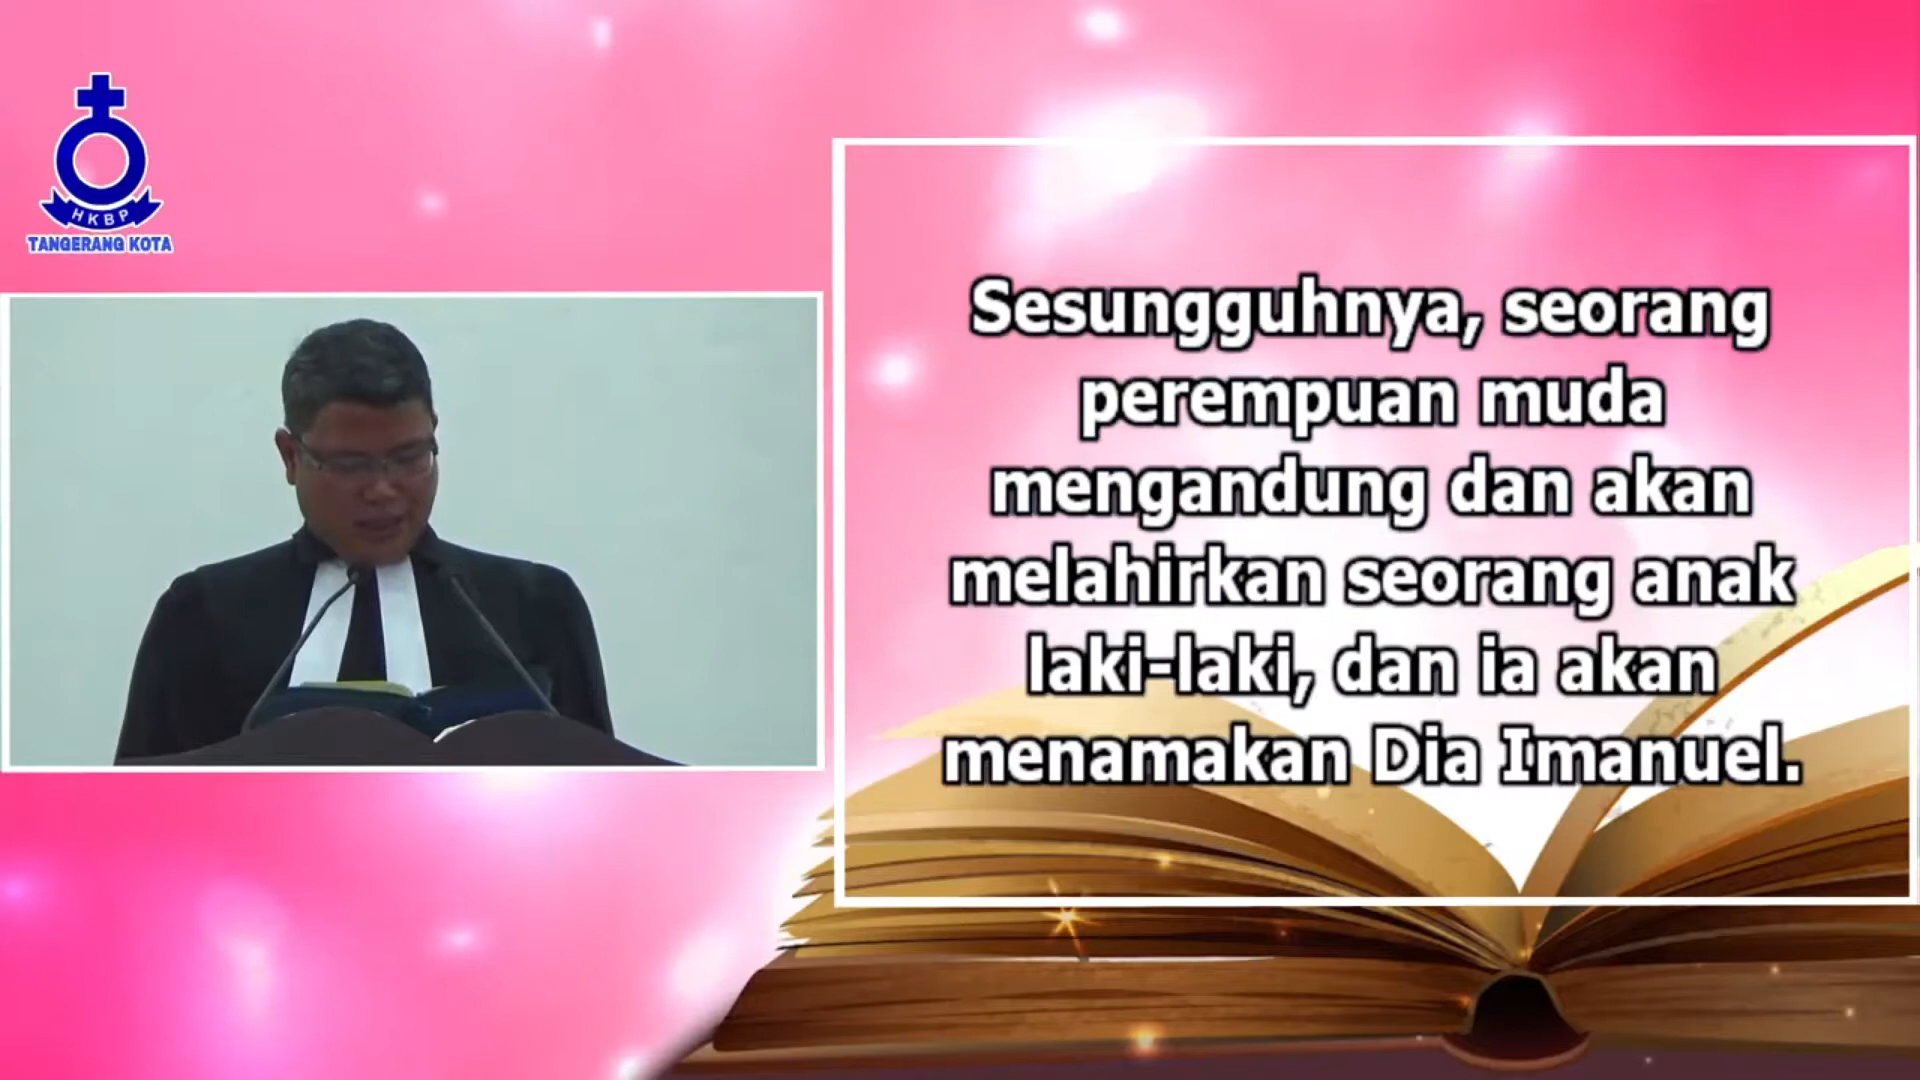 HKBP
TANGERANG KOTA
Sesungguhnya, seorang
perempuan muda
mengandung dan akan
melahirkan seorang anak
laki-laki, dan ia akan
menamakan Dia Imanuel.